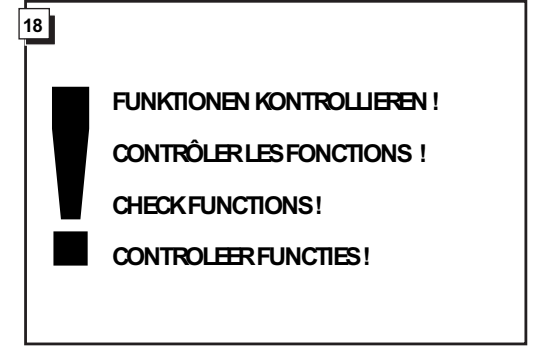 18
! FUNKTIONEN KONTROLLIEREN !
CONTRÔLER LES FONCTIONS !
CHECK FUNCTIONS !
CONTROLEER FUNCTIES !